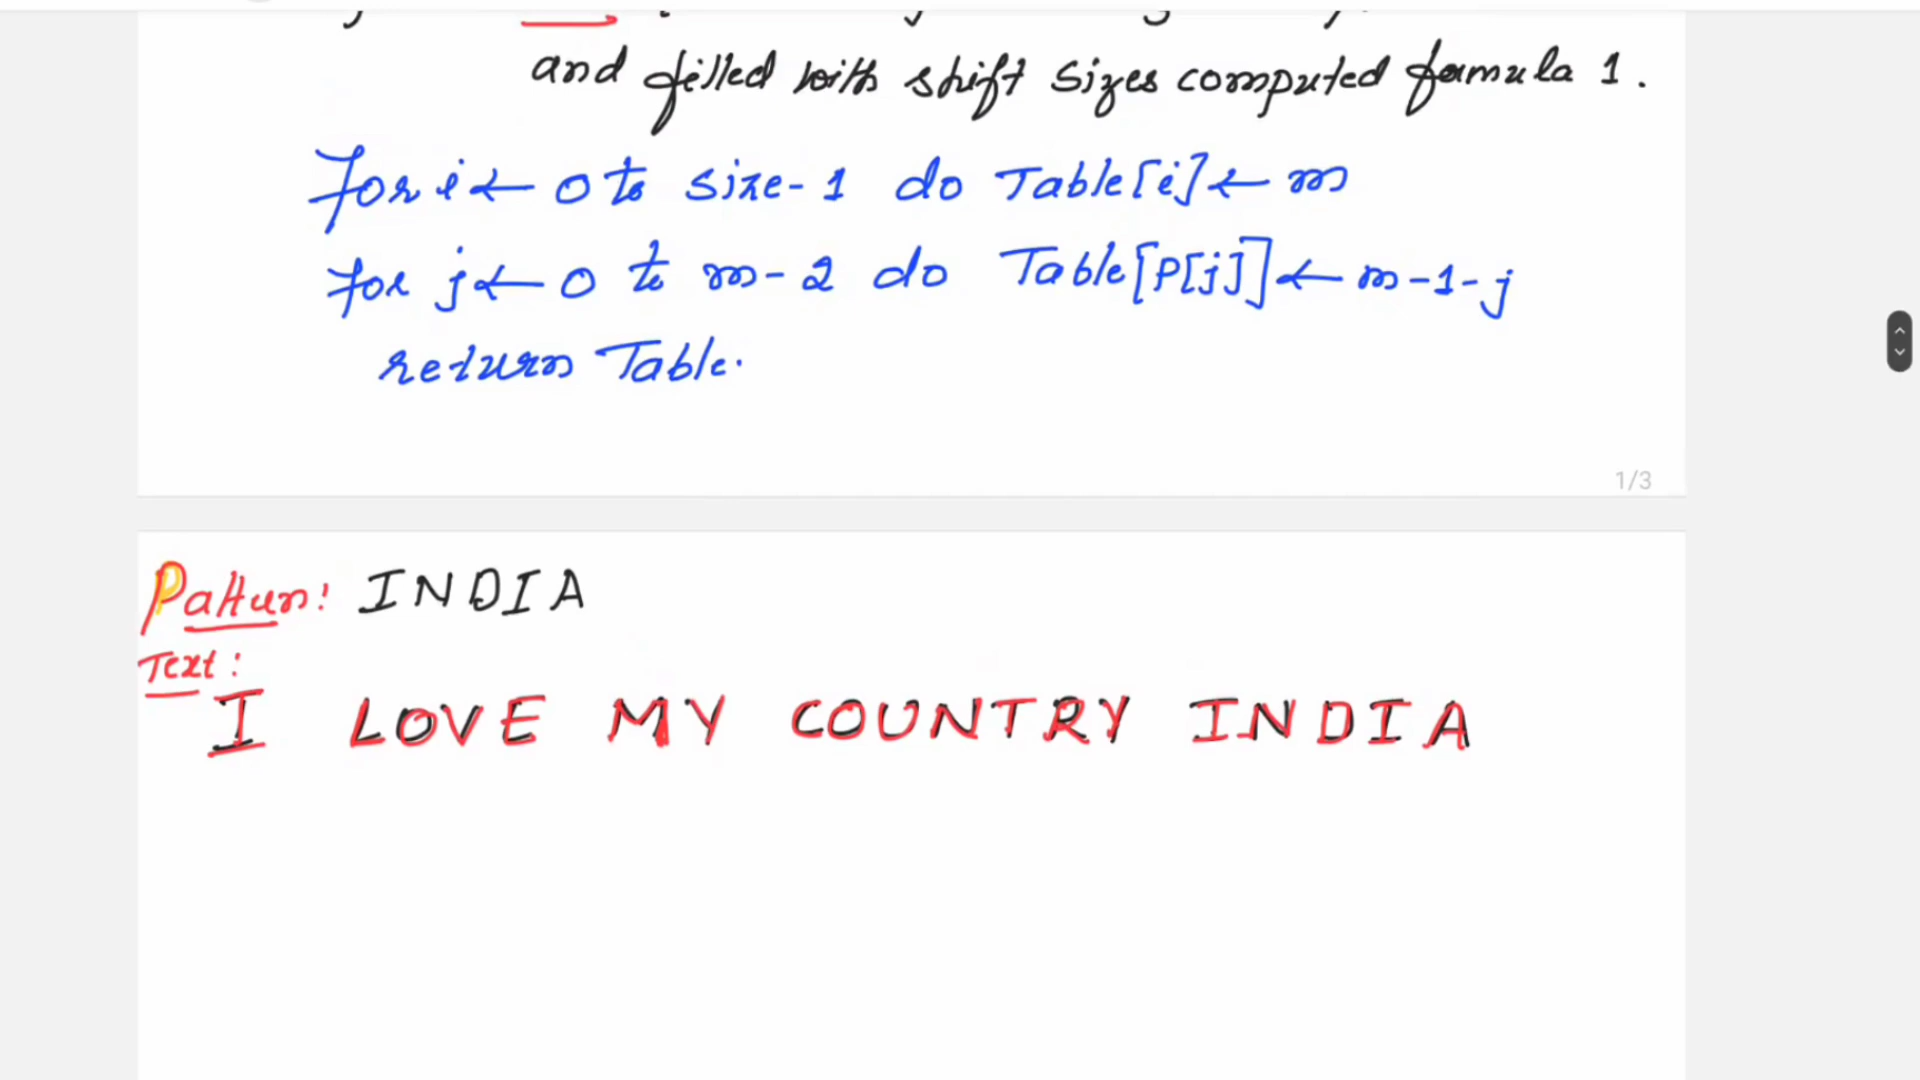 and filled with shift sizes computed formula 1.
For i ← 0 to size-1 do Table[i] ← m
for j ← 0 to m-2 do Table[P[j]] ← m-1-j
return Table.
1/3
Pattern: INDIA
Text:
I LOVE MY COUNTRY INDIA